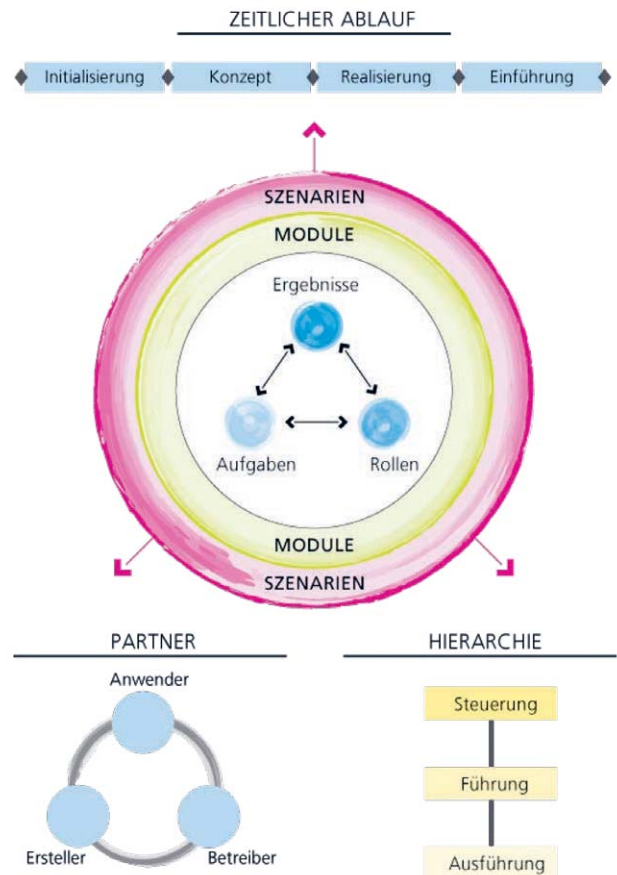 ZEITLICHER ABLAUF
Initialisierung Konzept Realisierung Einführung
SZENARIEN
MODULE
Ergebnisse
Aufgaben Rollen
MODULE
SZENARIEN
PARTNER
Anwender
Ersteller Betreiber
HIERARCHIE
Steuerung
Führung
Ausführung